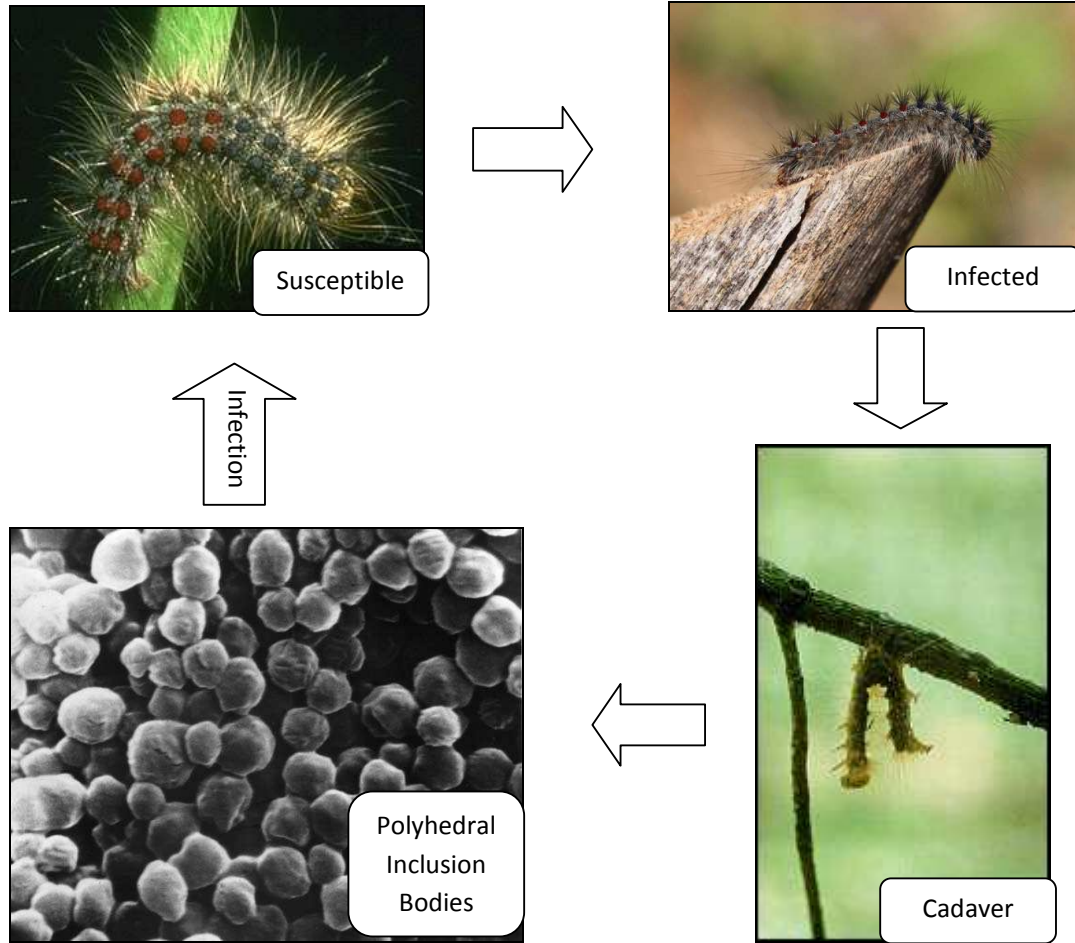 Susceptible
Infected
Infection
Polyhedral
Inclusion
Bodies
Cadaver